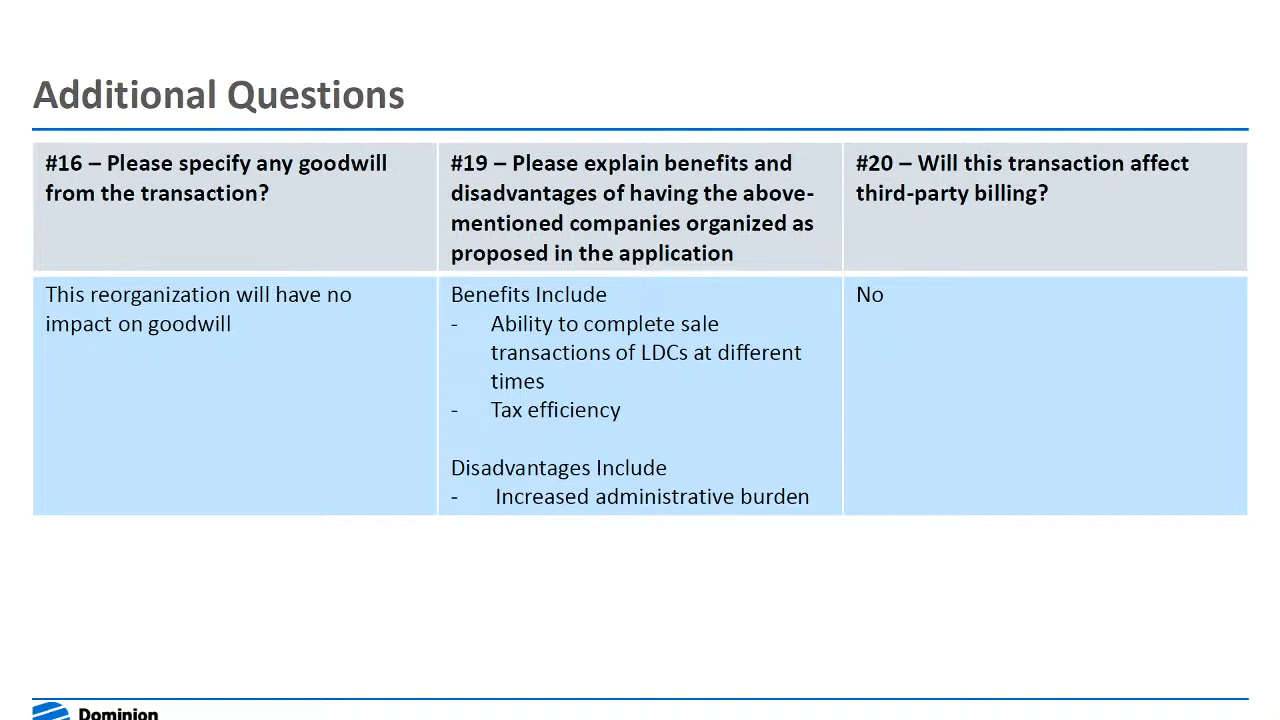 Additional Questions
#16 – Please specify any goodwill
from the transaction?
#19 – Please explain benefits and
disadvantages of having the above-
mentioned companies organized as
proposed in the application
#20 – Will this transaction affect
third-party billing?
This reorganization will have no
impact on goodwill
Benefits Include
- Ability to complete sale
transactions of LDCs at different
times
- Tax efficiency
Disadvantages Include
- Increased administrative burden
No
Dominion